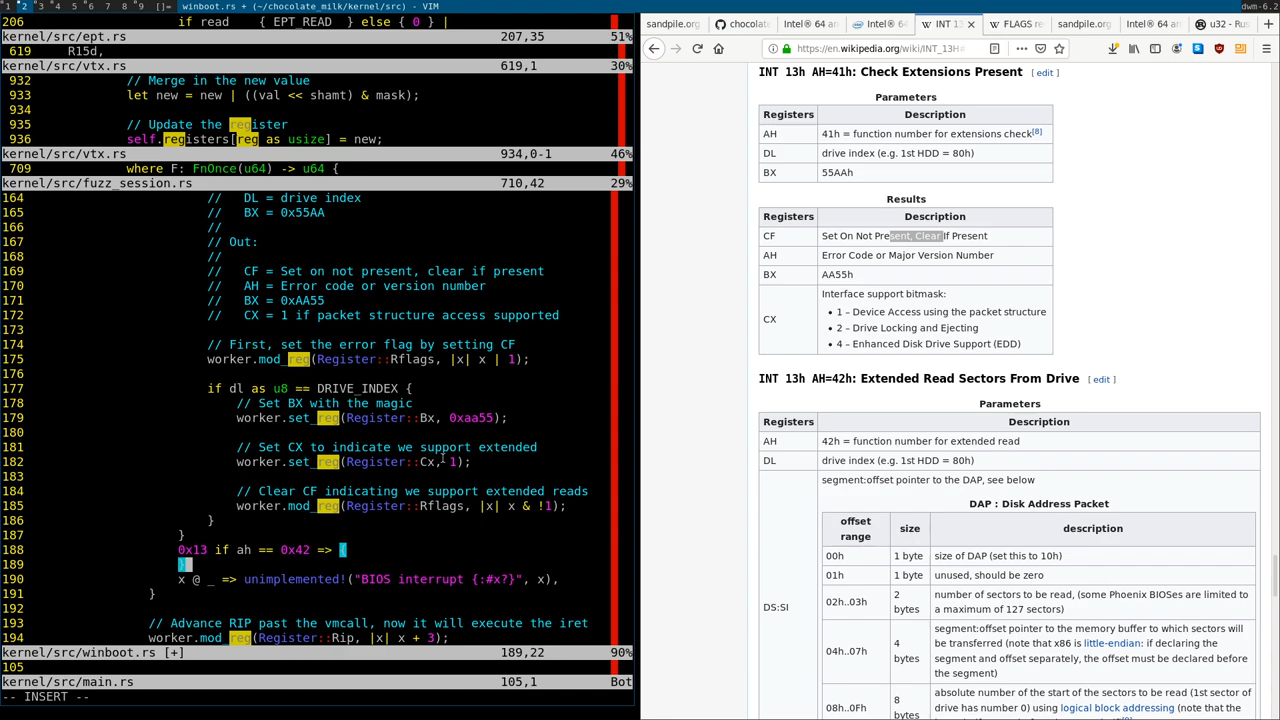 1 2 3 4 5 6 7 8 9 []= winboot.rs + (~/chocolate_milk/kernel/src) - VIM dwm-6.2
206 if read { EPT_READ } else { 0 } |
kernel/src/ept.rs 207,35 51%
619 R15d,
kernel/src/vtx.rs 619,1 30%
932 // Merge in the new value
933 let new = new | ((val << shamt) & mask);
934
935 // Update the register
936 self.registers[reg as usize] = new;
kernel/src/vtx.rs 934,0-1 46%
709 where F: FnOnce(u64) -> u64 {
kernel/src/fuzz_session.rs 710,42 29%
164 // DL = drive index
165 // BX = 0x55AA
166 //
167 // Out:
168 //
169 // CF = Set on not present, clear if present
170 // AH = Error code or version number
171 // BX = 0xAA55
172 // CX = 1 if packet structure access supported
173
174 // First, set the error flag by setting CF
175 worker.mod_reg(Register::Rflags, |x| x | 1);
176
177 if dl as u8 == DRIVE_INDEX {
178 // Set BX with the magic
179 worker.set_reg(Register::Bx, 0xaa55);
180
181 // Set CX to indicate we support extended
182 worker.set_reg(Register::Cx, 1);
183
184 // Clear CF indicating we support extended reads
185 worker.mod_reg(Register::Rflags, |x| x & !1);
186 }
187 }
188 0x13 if ah == 0x42 => {
189 }
190 x @ _ => unimplemented!("BIOS interrupt {:#x?}", x),
191 }
192
193 // Advance RIP past the vmcall, now it will execute the iret
194 worker.mod_reg(Register::Rip, |x| x + 3);
kernel/src/winboot.rs [+] 189,22 90%
105
kernel/src/main.rs 105,1 Bot
-- INSERT --
sandpile.org chocolate Intel® 64 an Intel® 64 INT 13 FLAGS re sandpile.org Intel® 64 an u32 - Rus
https://en.wikipedia.org/wiki/INT_13H
INT 13h AH=41h: Check Extensions Present [ edit ]
Parameters
Registers Description
AH 41h = function number for extensions check[8]
DL drive index (e.g. 1st HDD = 80h)
BX 55AAh
Results
Registers Description
CF Set On Not Present, Clear If Present
AH Error Code or Major Version Number
BX AA55h
CX Interface support bitmask:
• 1 – Device Access using the packet structure
• 2 – Drive Locking and Ejecting
• 4 – Enhanced Disk Drive Support (EDD)
INT 13h AH=42h: Extended Read Sectors From Drive [ edit ]
Parameters
Registers Description
AH 42h = function number for extended read
DL drive index (e.g. 1st HDD = 80h)
DS:SI segment:offset pointer to the DAP, see below
DAP : Disk Address Packet
offset range size description
00h 1 byte size of DAP (set this to 10h)
01h 1 byte unused, should be zero
02h..03h 2 bytes number of sectors to be read, (some Phoenix BIOSes are limited to
a maximum of 127 sectors)
04h..07h 4 bytes segment:offset pointer to the memory buffer to which sectors will
be transferred (note that x86 is little-endian: if declaring the
segment and offset separately, the offset must be declared before
the segment)
08h..0Fh 8 bytes absolute number of the start of the sectors to be read (1st sector of
drive has number 0) using logical block addressing (note that the